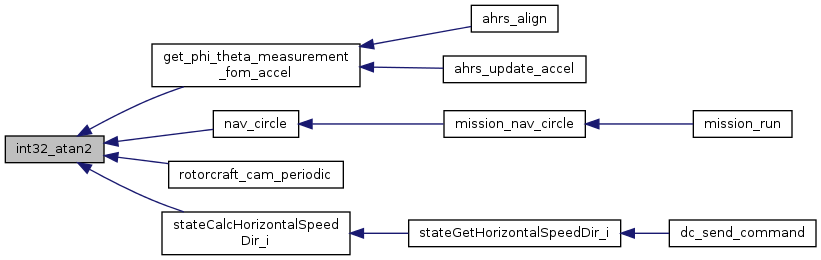 int32_atan2
get_phi_theta_measurement
_fom_accel
ahrs_align
ahrs_update_accel
nav_circle
mission_nav_circle
mission_run
rotorcraft_cam_periodic
stateCalcHorizontalSpeed
Dir_i
stateGetHorizontalSpeedDir_i
dc_send_command